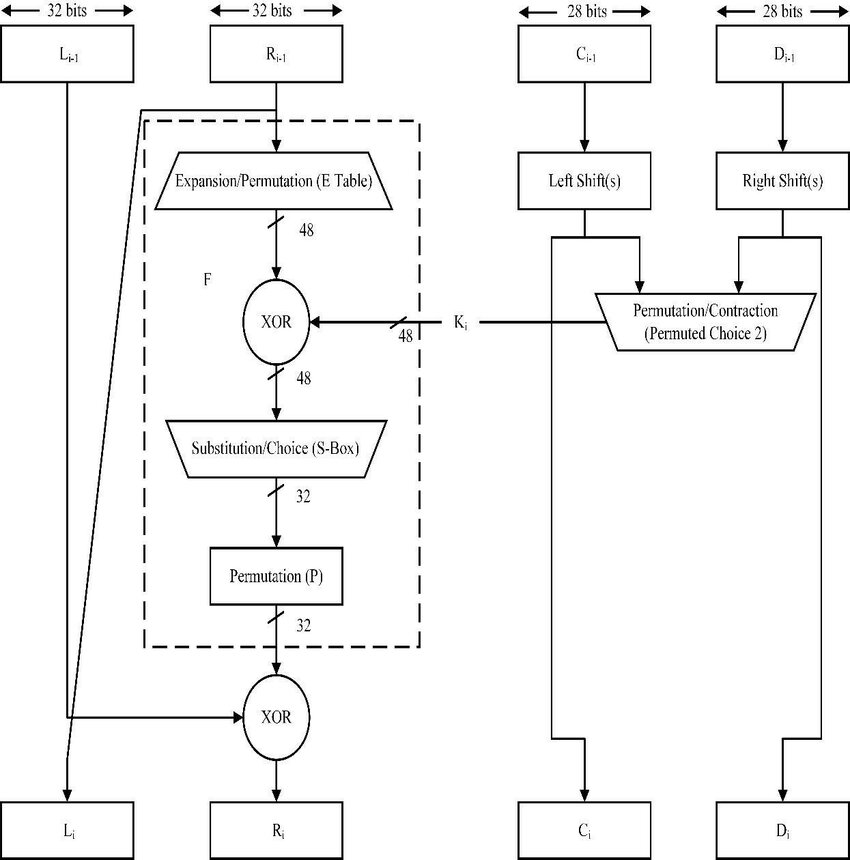 32 bits
32 bits
28 bits
28 bits
Li-1
Ri-1
Ci-1
Di-1
Expansion/Permutation (E Table)
Left Shift(s)
Right Shift(s)
48
F
XOR
Permutation/Contraction
(Permuted Choice 2)
Ki
48
48
Substitution/Choice (S-Box)
32
Permutation (P)
32
XOR
Li
Ri
Ci
Di